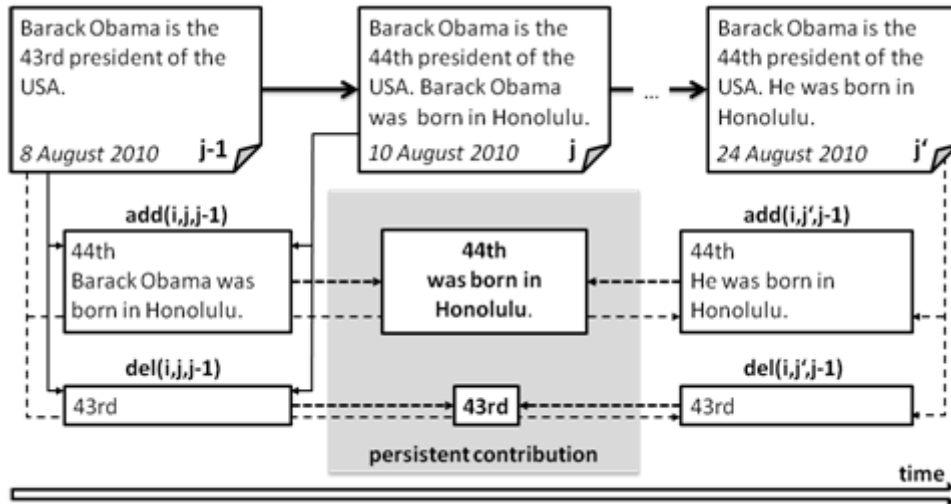 Barack Obama is the
43rd president of the
USA.
8 August 2010 j-1
Barack Obama is the
44th president of the
USA. Barack Obama
was born in Honolulu.
10 August 2010 j
...
Barack Obama is the
44th president of the
USA. He was born in
Honolulu.
24 August 2010 j‘
add(i,j,j-1)
44th
Barack Obama was
born in Honolulu.
44th
was born in
Honolulu.
add(i,j‘,j-1)
44th
He was born in
Honolulu.
del(i,j,j-1)
43rd
43rd
del(i,j‘,j-1)
43rd
persistent contribution
time